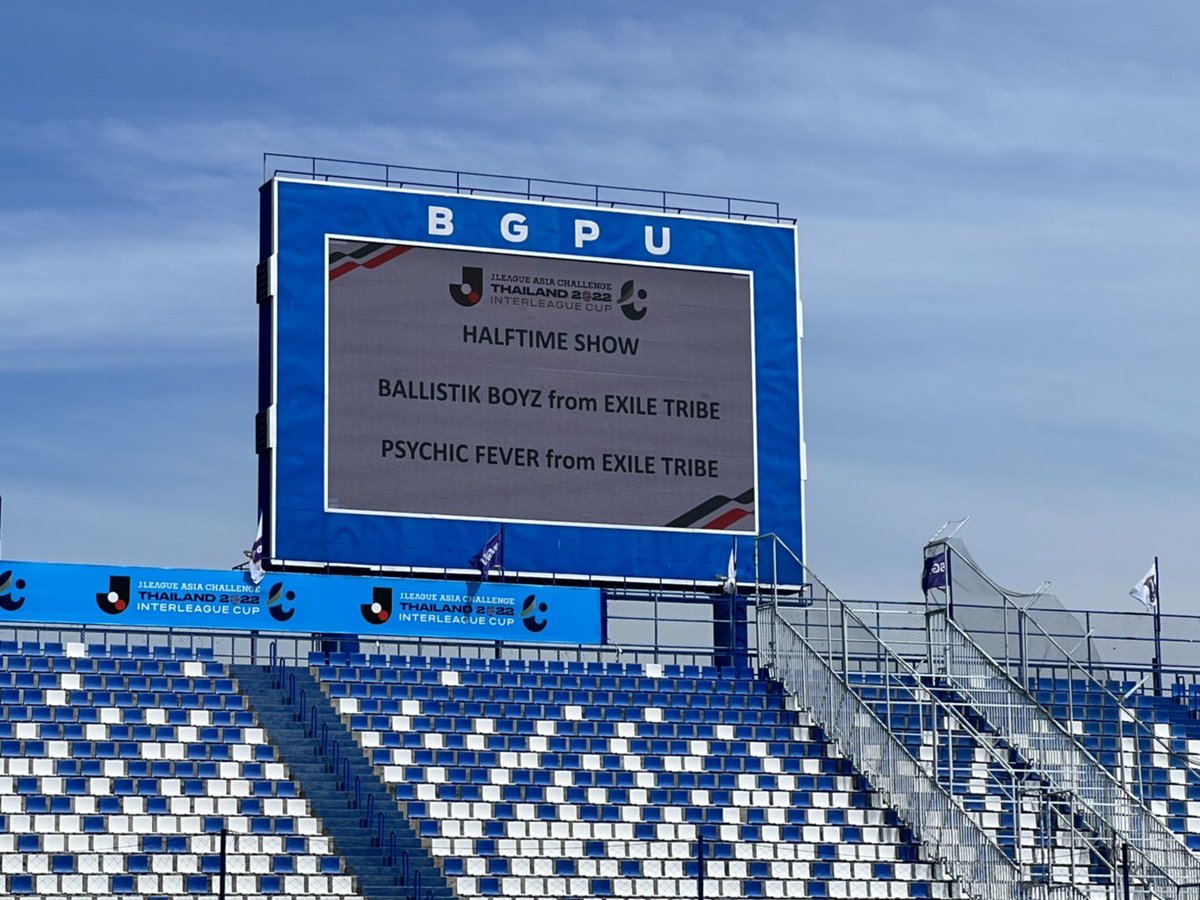 BGPU
J.LEAGUE ASIA CHALLENGE
THAILAND 2022
INTERLEAGUE CUP
HALFTIME SHOW
BALLISTIK BOYZ from EXILE TRIBE
PSYCHIC FEVER from EXILE TRIBE
J.LEAGUE ASIA CHALLENGE
THAILAND 2022
INTERLEAGUE CUP
J.LEAGUE ASIA CHALLENGE
THAILAND 2022
INTERLEAGUE CUP